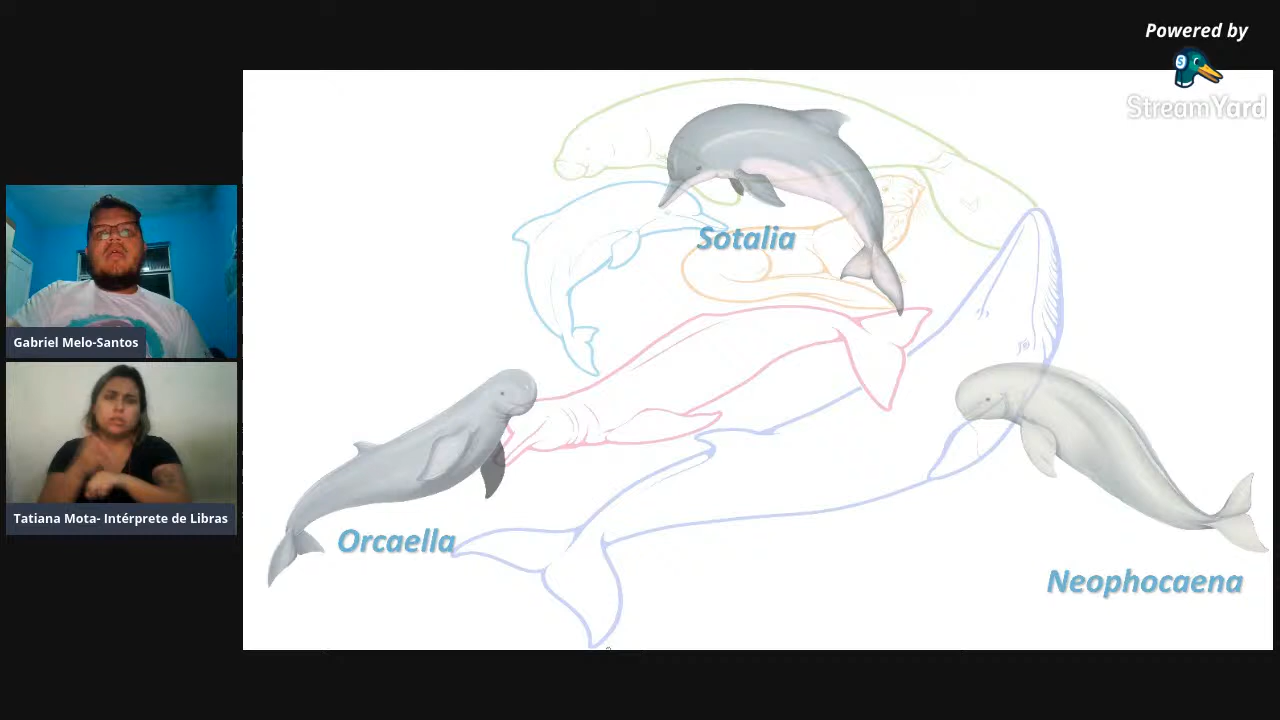 Powered by
StreamYard
Sotalia
Gabriel Melo-Santos
Tatiana Mota- Intérprete de Libras
Orcaella
Neophocaena